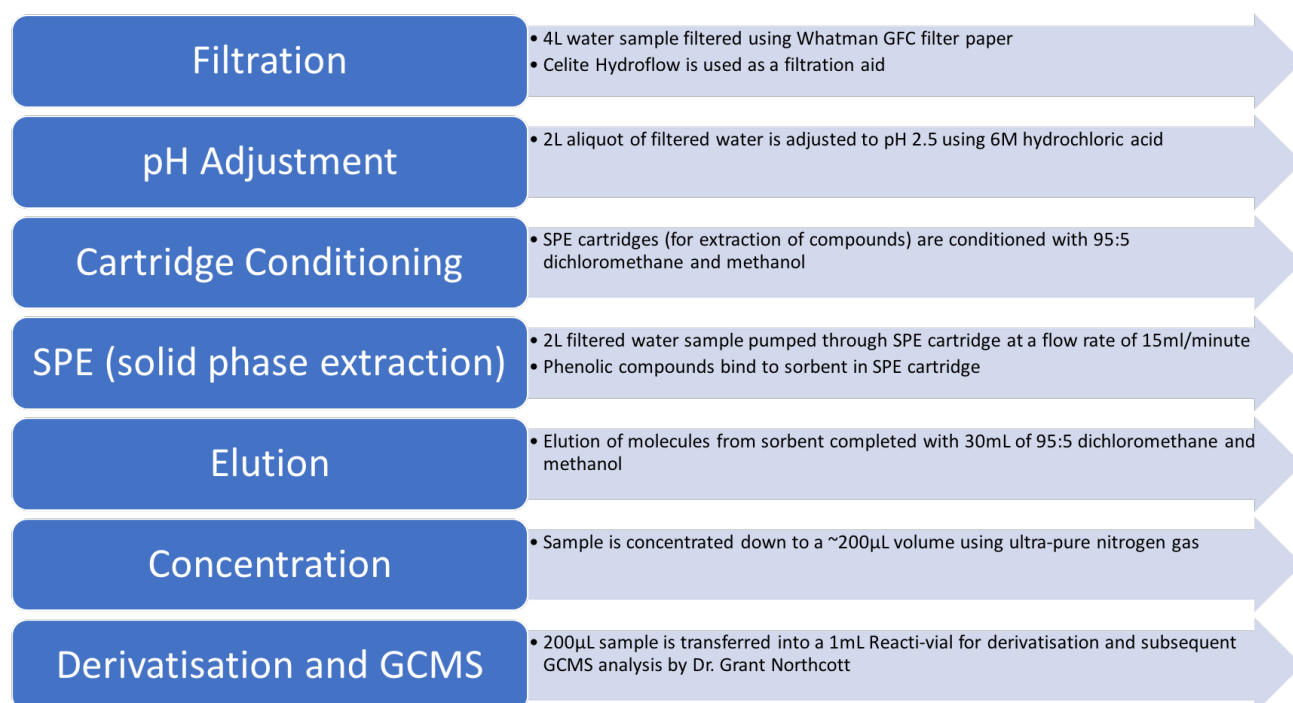 Filtration
• 4L water sample filtered using Whatman GFC filter paper
• Celite Hydroflow is used as a filtration aid
pH Adjustment
• 2L aliquot of filtered water is adjusted to pH 2.5 using 6M hydrochloric acid
Cartridge Conditioning
• SPE cartridges (for extraction of compounds) are conditioned with 95:5
dichloromethane and methanol
SPE (solid phase extraction)
• 2L filtered water sample pumped through SPE cartridge at a flow rate of 15ml/minute
• Phenolic compounds bind to sorbent in SPE cartridge
Elution
• Elution of molecules from sorbent completed with 30mL of 95:5 dichloromethane and
methanol
Concentration
• Sample is concentrated down to a ~200µL volume using ultra-pure nitrogen gas
Derivatisation and GCMS
• 200µL sample is transferred into a 1mL Reacti-vial for derivatisation and subsequent
GCMS analysis by Dr. Grant Northcott